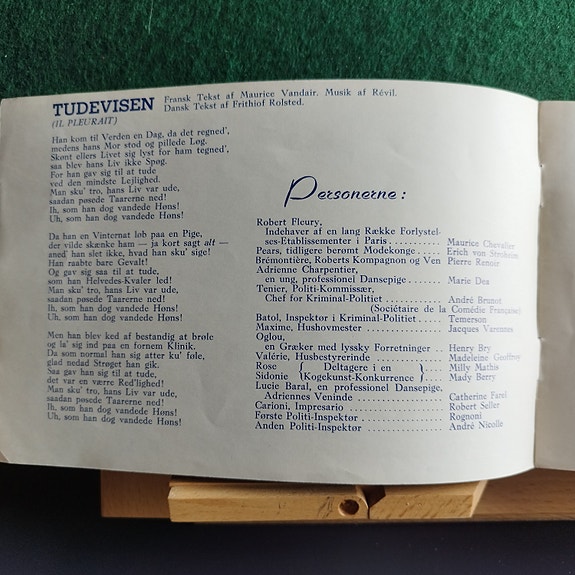 TUDEVISEN
(IL PLEURAIT)
Fransk Tekst af Maurice Vandair. Musik af Révil.
Dansk Tekst af Frithiof Rolsted.
Han kom til Verden en Dag, da det regned',
medens hans Mor stod og pillede Løg.
Skønt ellers Livet sig lyst for ham tegned',
saa blev hans Liv ikke Spøg.
For han gav sig til at tude
ved den mindste Lejlighed.
Man sku' tro, hans Liv var ude,
saadan pøsede Taarerne ned!
Ih, som han dog vandede Høns!
Uh, som han dog vandede Høns!
Da han en Vinternat løb paa en Pige,
der vilde skænke ham — ja kort sagt alt —
aned' han slet ikke, hvad han sku' sige!
Han raabte bare Gevalt!
Og gav sig saa til at tude,
som han Helvedes-Kvaler led!
Man sku' tro, hans Liv var ude,
saadan pøsede Taarerne ned!
Ih, som han dog vandede Høns!
Uh, som han dog vandede Høns!
Men han blev ked af bestandig at brøle
og la' sig ind paa en fornem Klinik.
Da som normal han sig atter ku' føle,
glad nedad Strøget han gik.
Saa gav han sig til at tude,
det var en værre Red'lighed!
Man sku' tro, hans Liv var ude,
saadan pøsede Taarerne ned!
Ih, som han dog vandede Høns!
Uh, som han dog vandede Høns!
Personerne:
Robert Fleury,
Indehaver af en lang Række Forlystel-
ses-Etablissementer i Paris .......... Maurice Chevalier
Pears, tidligere berømt Modekonge ..... Erich von Stroheim
Brémontière, Roberts Kompagnon og Ven Pierre Renoir
Adrienne Charpentier,
en ung, professionel Dansepige ....... Marie Dea
Tenier, Politi-Kommissær,
Chef for Kriminal-Politiet ........... André Brunot
(Sociétaire de la Comédie Française)
Batol, Inspektør i Kriminal-Politiet ... Temerson
Maxime, Hushovmester ............ Jacques Varennes
Oglou,
en Græker med lyssky Forretninger .. Henry Bry
Valérie, Husbestyrerinde ............. Madeleine Geoffroy
Rose { Deltagere i en } .... Milly Mathis
Sidonie {Kogekunst-Konkurrence } .... Mady Berry
Lucie Baral, en professionel Dansepige,
Adriennes Veninde ................ Catherine Farel
Carioni, Impresario .................. Robert Seller
Første Politi-Inspektør ................ Rognoni
Anden Politi-Inspektør ............... André Nicolle